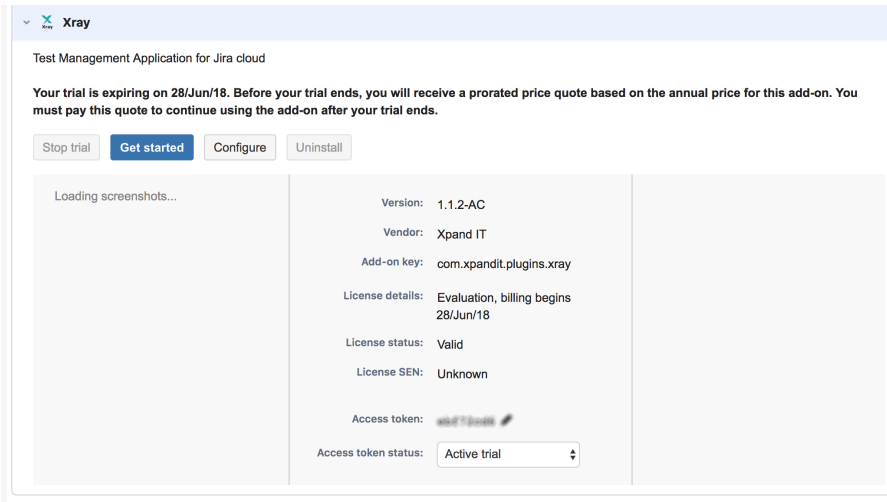 Xray Xray
Test Management Application for Jira cloud
Your trial is expiring on 28/Jun/18. Before your trial ends, you will receive a prorated price quote based on the annual price for this add-on. You
must pay this quote to continue using the add-on after your trial ends.
Stop trial Get started Configure Uninstall
Loading screenshots...
Version: 1.1.2-AC
Vendor: Xpand IT
Add-on key: com.xpandit.plugins.xray
License details: Evaluation, billing begins
28/Jun/18
License status: Valid
License SEN: Unknown
Access token:
Access token status: Active trial